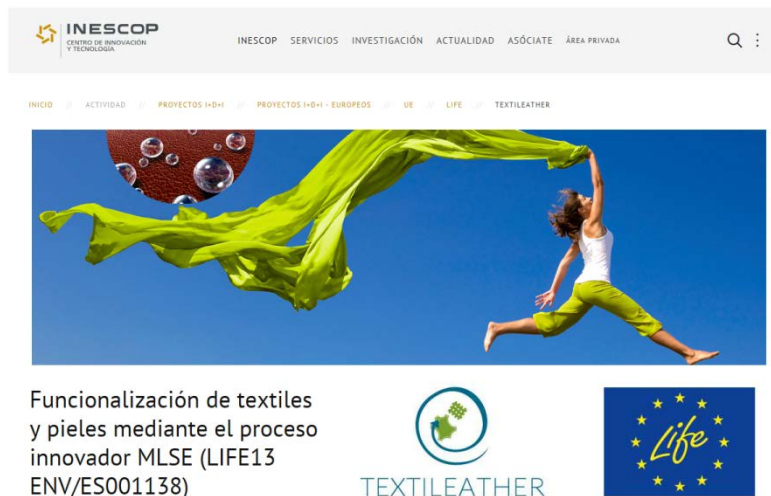 INESCOP
CENTRO DE INNOVACIÓN
Y TECNOLOGÍA
INESCOP SERVICIOS INVESTIGACIÓN ACTUALIDAD ASÓCIATE ÁREA PRIVADA
INICIO // ACTIVIDAD // PROYECTOS I+D+I // PROYECTOS I+D+I - EUROPEOS // UE // LIFE // TEXTILEATHER
Funcionalización de textiles
y pieles mediante el proceso
innovador MLSE (LIFE13
ENV/ES001138)
TEXTILEATHER
Life